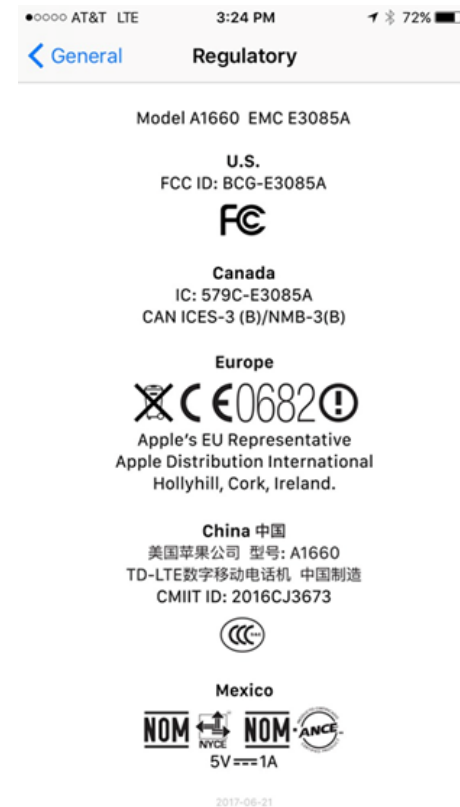 AT&T LTE 3:24 PM 72%
General Regulatory
Model A1660 EMC E3085A
U.S.
FCC ID: BCG-E3085A
FC
Canada
IC: 579C-E3085A
CAN ICES-3 (B)/NMB-3(B)
Europe
CE0682
Apple's EU Representative
Apple Distribution International
Hollyhill, Cork, Ireland.
China 中国
美国苹果公司 型号: A1660
TD-LTE数字移动电话机 中国制造
CMIIT ID: 2016CJ3673
CCC
Mexico
NOM NYCE NOM-ANCE
5V⎓1A
2017-06-21